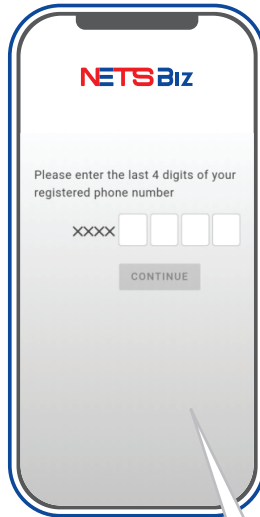 NETSBIZ
Please enter the last 4 digits of your
registered phone number
XXXX
CONTINUE